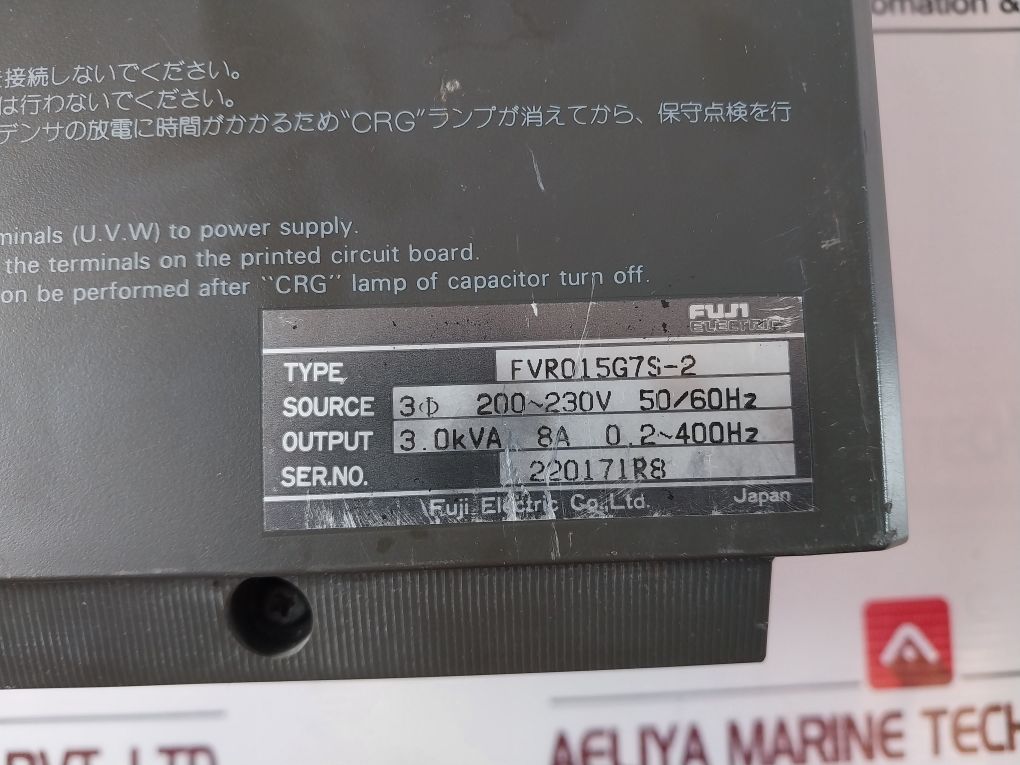 omation &
を接続しないでください。
は行わないでください。
デンサの放電に時間がかかるため"CRG"ランプが消えてから、保守点検を行
minals (U.V.W) to power supply.
the terminals on the printed circuit board.
on be performed after "CRG" lamp of capacitor turn off.
FUJI
ELECTRIC
TYPE FVR015G7S-2
SOURCE 3Φ 200~230V 50/60Hz
OUTPUT 3.0kVA 8A 0.2~400Hz
SER.NO. 220171R8
Fuji Electric Co.,Ltd. Japan
PVT. LTD
AELIYA MARINE TECH